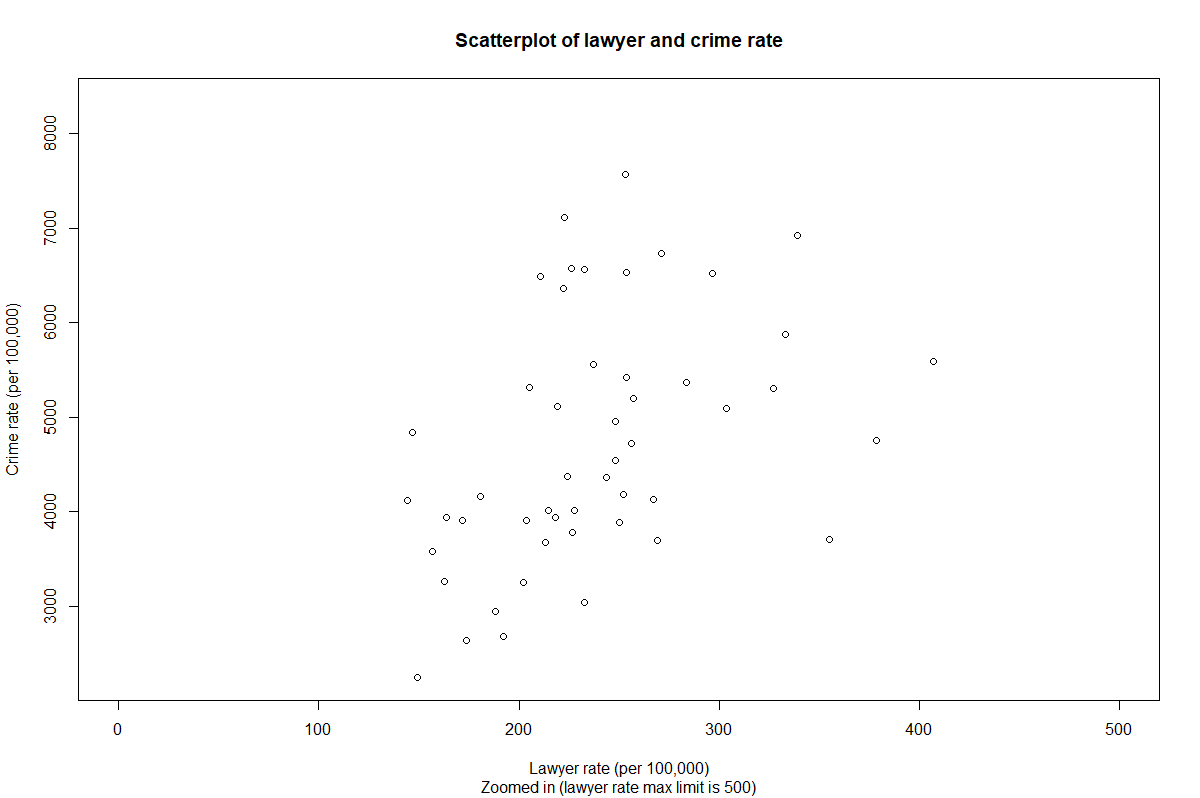 Scatterplot of lawyer and crime rate
8000
7000
6000
5000
4000
3000
Crime rate (per 100,000)
0 100 200 300 400 500
Lawyer rate (per 100,000)
Zoomed in (lawyer rate max limit is 500)